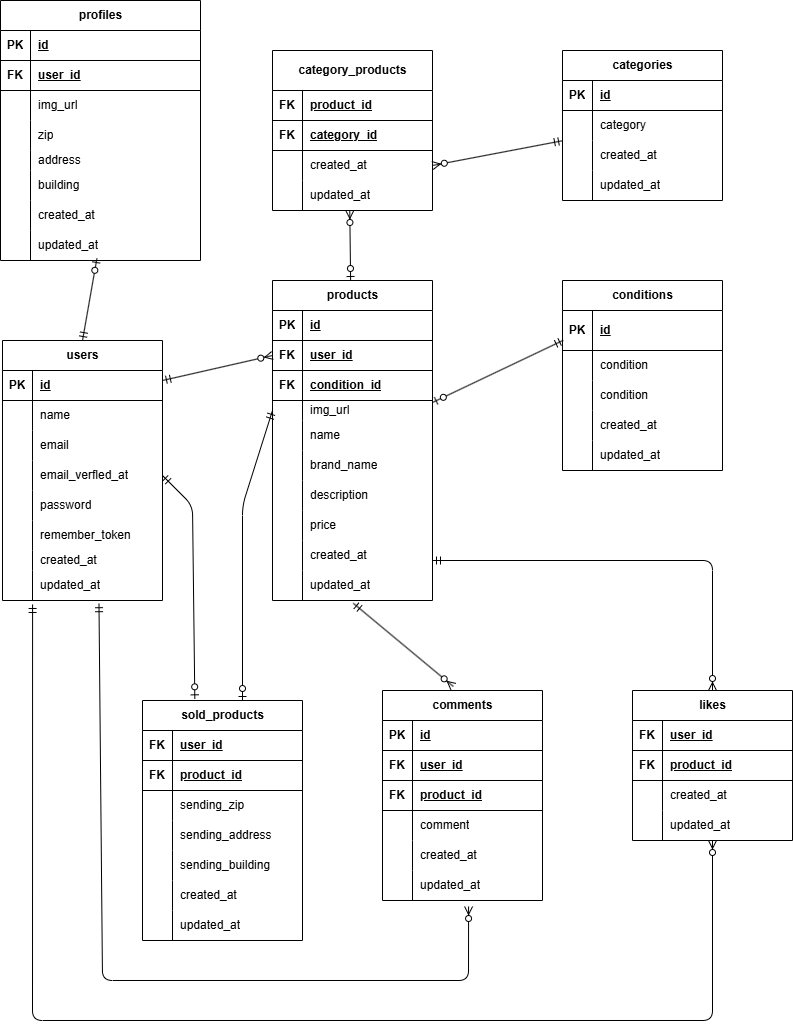 profiles
PK id
FK user_id
img_url
zip
address
building
created_at
updated_at
category_products
FK product_id
FK category_id
created_at
updated_at
categories
PK id
category
created_at
updated_at
users
PK id
name
email
email_verfled_at
password
remember_token
created_at
updated_at
products
PK id
FK user_id
FK condition_id
img_url
name
brand_name
description
price
created_at
updated_at
conditions
PK id
condition
condition
created_at
updated_at
sold_products
FK user_id
FK product_id
sending_zip
sending_address
sending_building
created_at
updated_at
comments
PK id
FK user_id
FK product_id
comment
created_at
updated_at
likes
FK user_id
FK product_id
created_at
updated_at